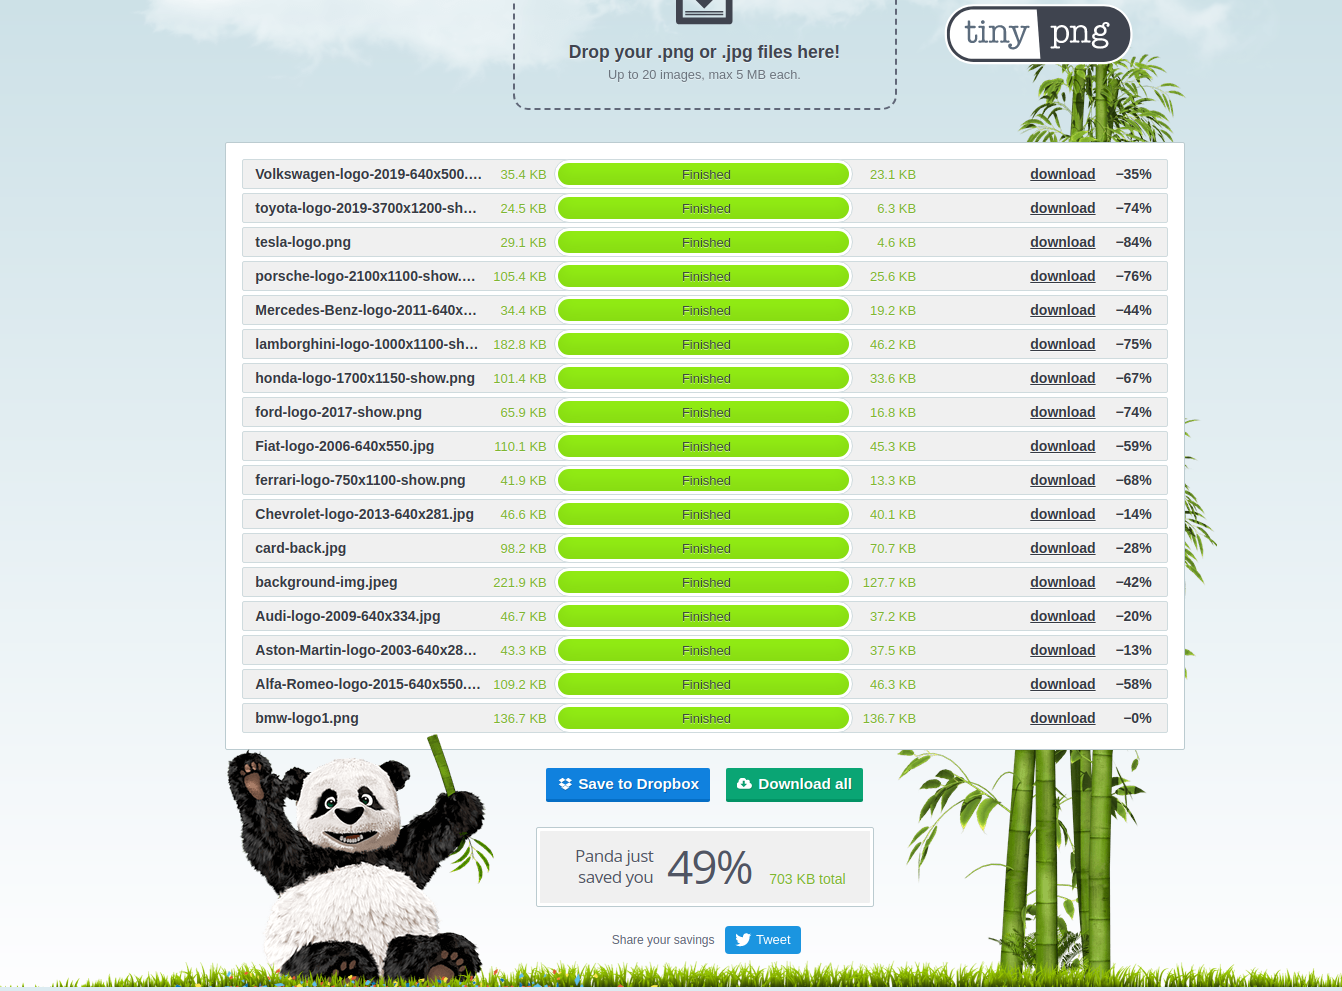 tiny png
Drop your .png or .jpg files here!
Up to 20 images, max 5 MB each.
Volkswagen-logo-2019-640x500.… 35.4 KB Finished 23.1 KB download −35%
toyota-logo-2019-3700x1200-sh… 24.5 KB Finished 6.3 KB download −74%
tesla-logo.png 29.1 KB Finished 4.6 KB download −84%
porsche-logo-2100x1100-show.… 105.4 KB Finished 25.6 KB download −76%
Mercedes-Benz-logo-2011-640x… 34.4 KB Finished 19.2 KB download −44%
lamborghini-logo-1000x1100-sh… 182.8 KB Finished 46.2 KB download −75%
honda-logo-1700x1150-show.png 101.4 KB Finished 33.6 KB download −67%
ford-logo-2017-show.png 65.9 KB Finished 16.8 KB download −74%
Fiat-logo-2006-640x550.jpg 110.1 KB Finished 45.3 KB download −59%
ferrari-logo-750x1100-show.png 41.9 KB Finished 13.3 KB download −68%
Chevrolet-logo-2013-640x281.jpg 46.6 KB Finished 40.1 KB download −14%
card-back.jpg 98.2 KB Finished 70.7 KB download −28%
background-img.jpeg 221.9 KB Finished 127.7 KB download −42%
Audi-logo-2009-640x334.jpg 46.7 KB Finished 37.2 KB download −20%
Aston-Martin-logo-2003-640x28… 43.3 KB Finished 37.5 KB download −13%
Alfa-Romeo-logo-2015-640x550.… 109.2 KB Finished 46.3 KB download −58%
bmw-logo1.png 136.7 KB Finished 136.7 KB download −0%
Save to Dropbox Download all
Panda just
saved you 49% 703 KB total
Share your savings Tweet